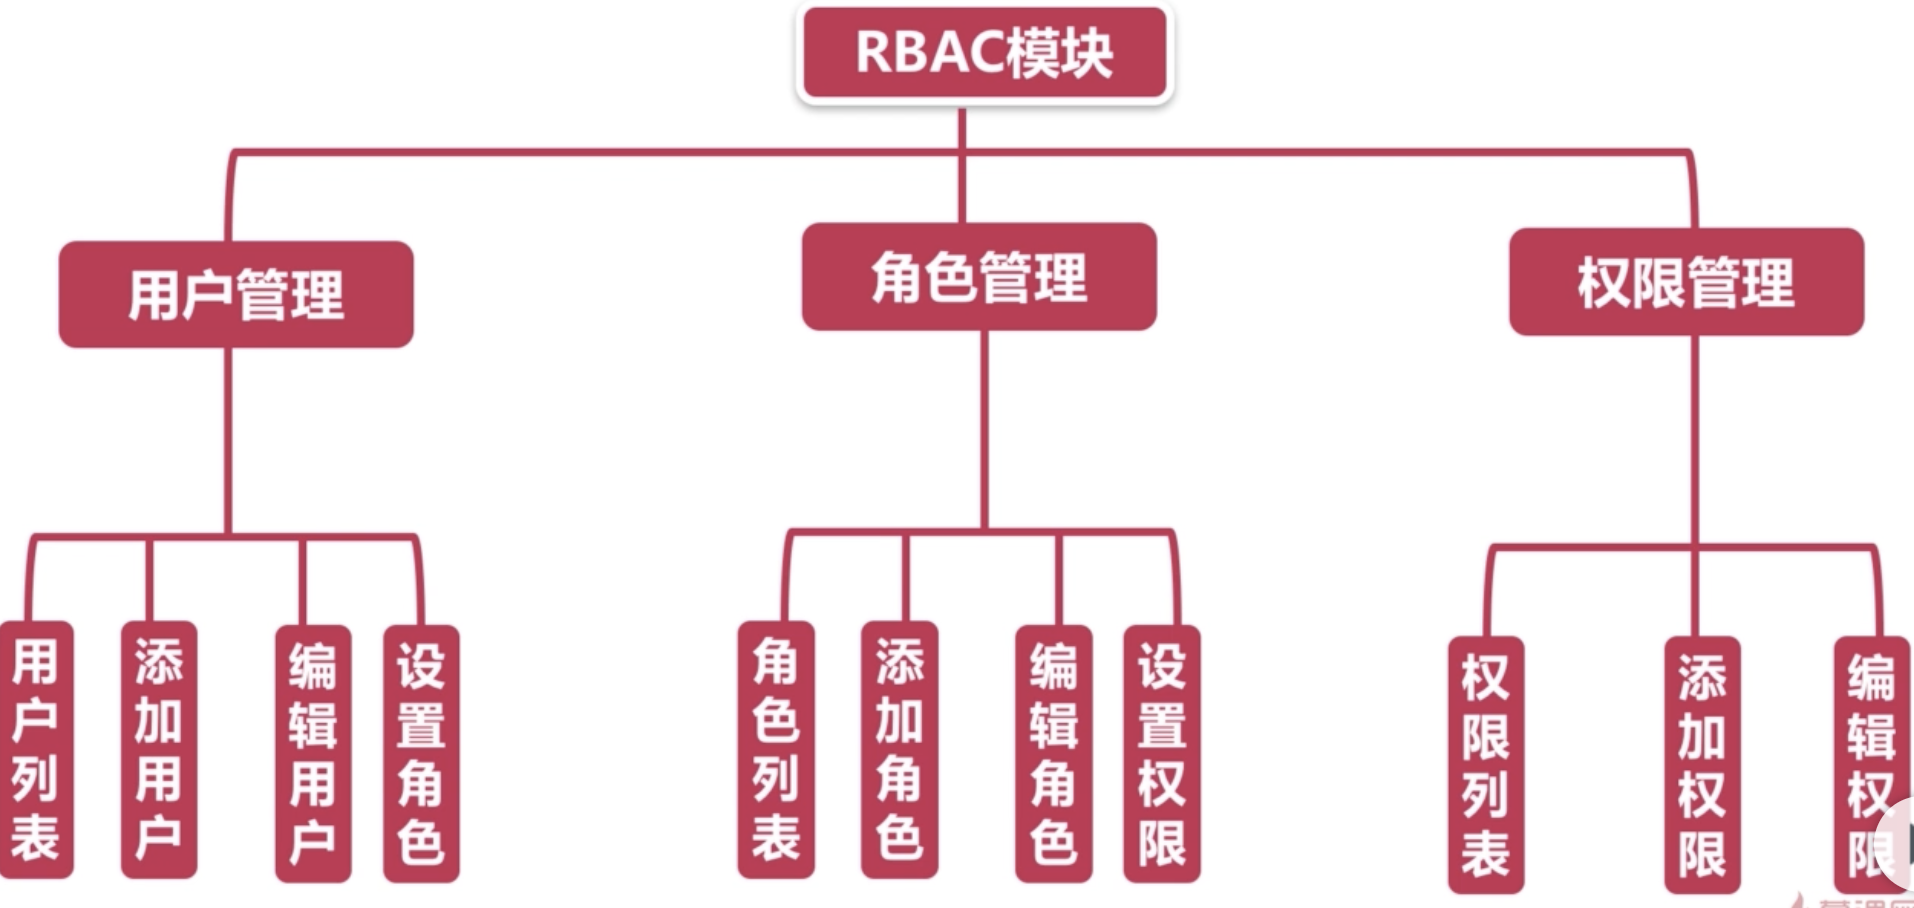 RBAC模块
用户管理
角色管理
权限管理
用户列表
添加用户
编辑用户
设置角色
角色列表
添加角色
编辑角色
设置权限
权限列表
添加权限
编辑权限